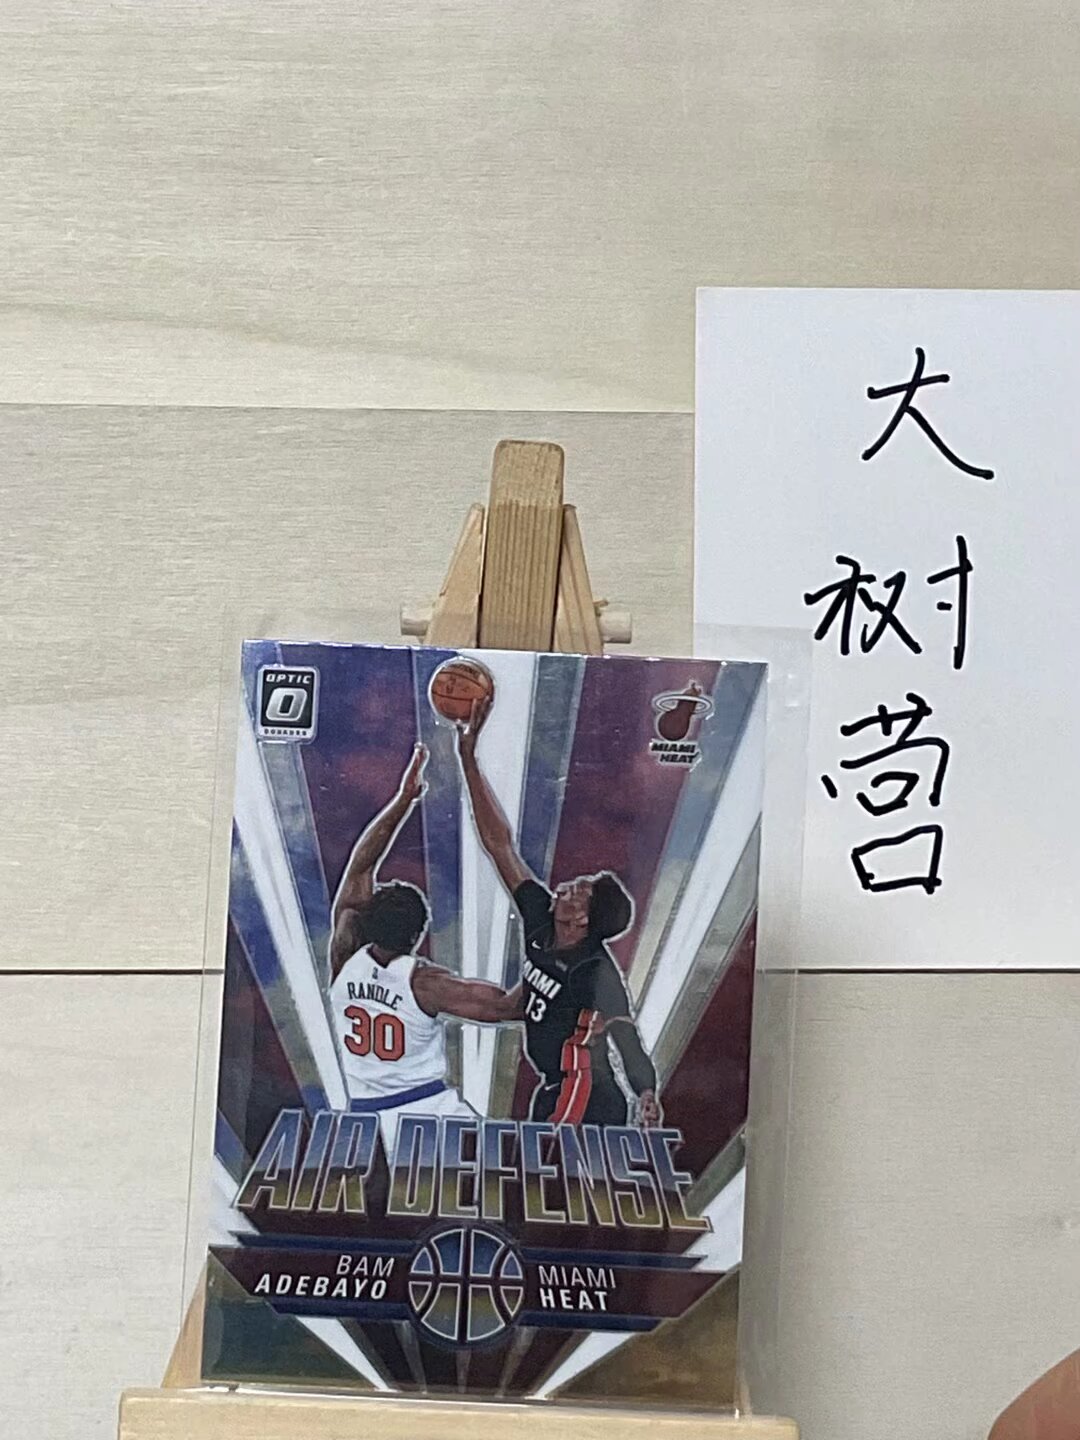 大
树
营
OPTIC
O
DONRUSS
MIAMI
HEAT
RANDLE
30
MIAMI
13
AIR DEFENSE
BAM
ADEBAYO
MIAMI
HEAT